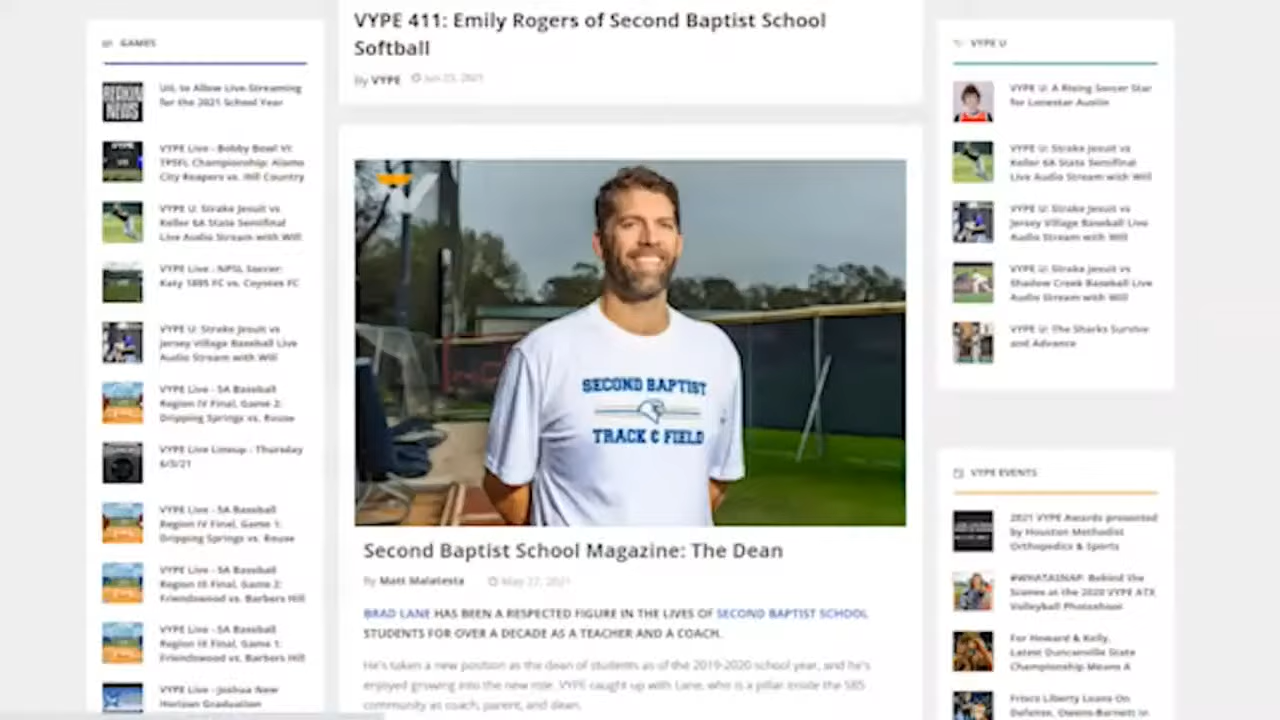 GAMES
UIL to Allow Live Streaming
for the 2021 School Year
VYPE Live - Bobby Bowl VI:
TPSFL Championship: Alamo
City Reapers vs. Hill Country
VYPE U: Strake Jesuit vs
Keller 6A State Semifinal
Live Audio Stream with Will
VYPE Live - NPSL Soccer:
Katy 1895 FC vs. Coyotes FC
VYPE U: Strake Jesuit vs
Jersey Village Baseball Live
Audio Stream with Will
VYPE Live - 5A Baseball
Region IV Final, Game 2:
Dripping Springs vs. Rouse
VYPE Live Lineup - Thursday
6/3/21
VYPE Live - 5A Baseball
Region IV Final, Game 1:
Dripping Springs vs. Rouse
VYPE Live - 5A Baseball
Region III Final, Game 2:
Friendswood vs. Barbers Hill
VYPE Live - 5A Baseball
Region III Final, Game 1:
Friendswood vs. Barbers Hill
VYPE Live - Joshua New
Horizon Graduation
VYPE 411: Emily Rogers of Second Baptist School
Softball
By VYPE Jun 23, 2021
SECOND BAPTIST
TRACK & FIELD
Second Baptist School Magazine: The Dean
By Matt Malatesta May 27, 2021
BRAD LANE HAS BEEN A RESPECTED FIGURE IN THE LIVES OF SECOND BAPTIST SCHOOL
STUDENTS FOR OVER A DECADE AS A TEACHER AND A COACH.
He's taken a new position as the dean of students as of the 2019-2020 school year, and he's
enjoyed growing into the new role. VYPE caught up with Lane, who is a pillar inside the SBS
community as coach, parent, and dean.
VYPE U
VYPE U: A Rising Soccer Star
for Lonestar Austin
VYPE U: Strake Jesuit vs
Keller 6A State Semifinal
Live Audio Stream with Will
VYPE U: Strake Jesuit vs
Jersey Village Baseball Live
Audio Stream with Will
VYPE U: Strake Jesuit vs
Shadow Creek Baseball Live
Audio Stream with Will
VYPE U: The Sharks Survive
and Advance
VYPE EVENTS
2021 VYPE Awards presented
by Houston Methodist
Orthopedics & Sports
#WHATASNAP: Behind the
Scenes at the 2020 VYPE ATX
Volleyball Photoshoot
For Howard & Kelly,
Latest Duncanville State
Championship Means A
Frisco Liberty Leans On
Defense, Owens-Barnett in